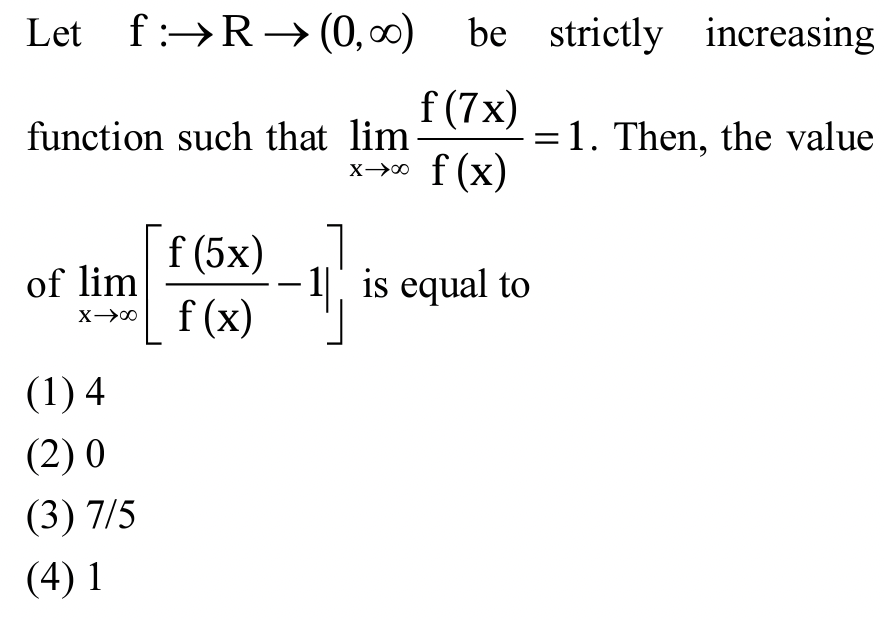 Let f :→ R → (0, ∞) be strictly increasing
function such that lim x→∞ f (7x) / f (x) = 1. Then, the value
of lim x→∞ [ f (5x) / f (x) − 1| ] is equal to
(1) 4
(2) 0
(3) 7/5
(4) 1